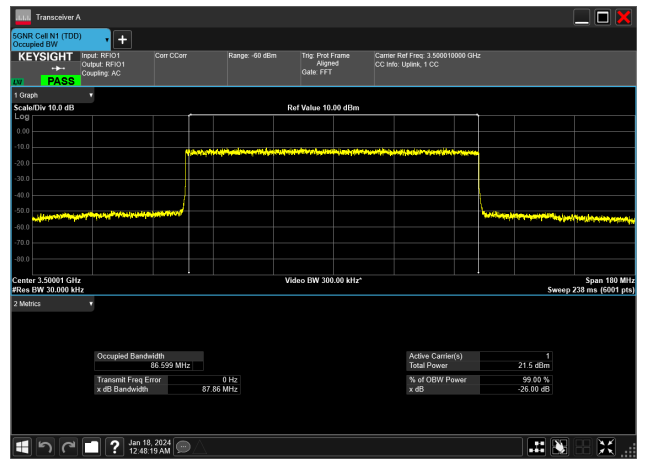 Transceiver A
5GNR Cell N1 (TDD)
Occupied BW
KEYSIGHT
PASS
Input: RFIO1
Output: RFIO1
Coupling: AC
Corr CCorr
Range: -60 dBm
Trig: Prot Frame
Aligned
Gate: FFT
Carrier Ref Freq: 3.500010000 GHz
CC Info: Uplink, 1 CC
1 Graph
Scale/Div 10.0 dB
Ref Value 10.00 dBm
Log
0.00
-10.0
-20.0
-30.0
-40.0
-50.0
-60.0
-70.0
-80.0
Center 3.50001 GHz
Video BW 300.00 kHz*
Span 180 MHz
#Res BW 30.000 kHz
Sweep 238 ms (6001 pts)
2 Metrics
Occupied Bandwidth
86.599 MHz
Transmit Freq Error 0 Hz
x dB Bandwidth 87.86 MHz
Active Carrier(s) 1
Total Power 21.5 dBm
% of OBW Power 99.00 %
x dB -26.00 dB
Jan 18, 2024
12:48:19 AM